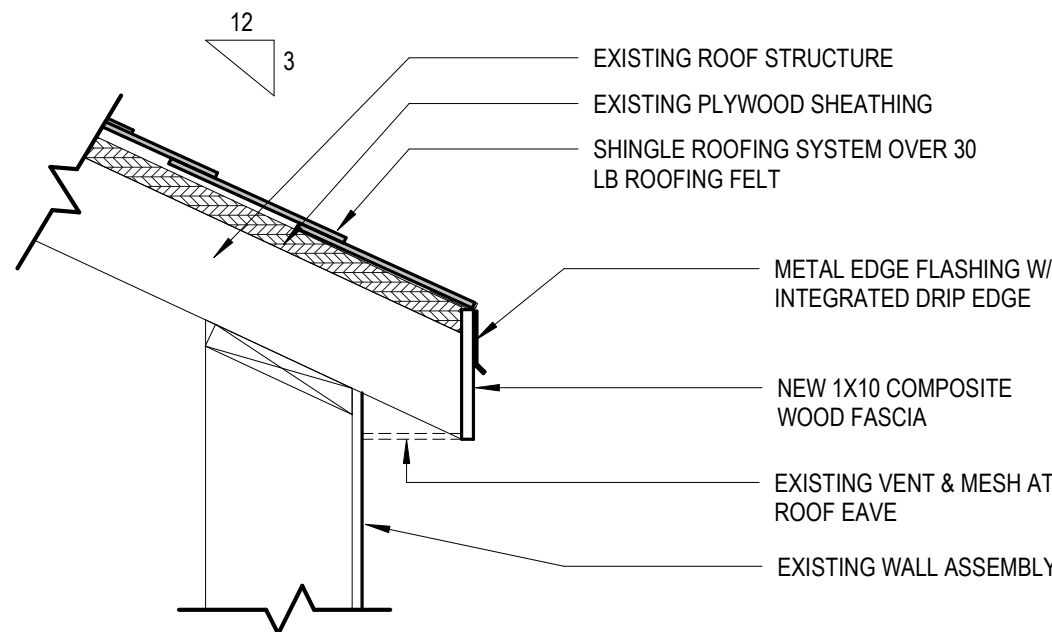 12
3
EXISTING ROOF STRUCTURE
EXISTING PLYWOOD SHEATHING
SHINGLE ROOFING SYSTEM OVER 30
LB ROOFING FELT
METAL EDGE FLASHING W/
INTEGRATED DRIP EDGE
NEW 1X10 COMPOSITE
WOOD FASCIA
EXISTING VENT & MESH AT
ROOF EAVE
EXISTING WALL ASSEMBLY